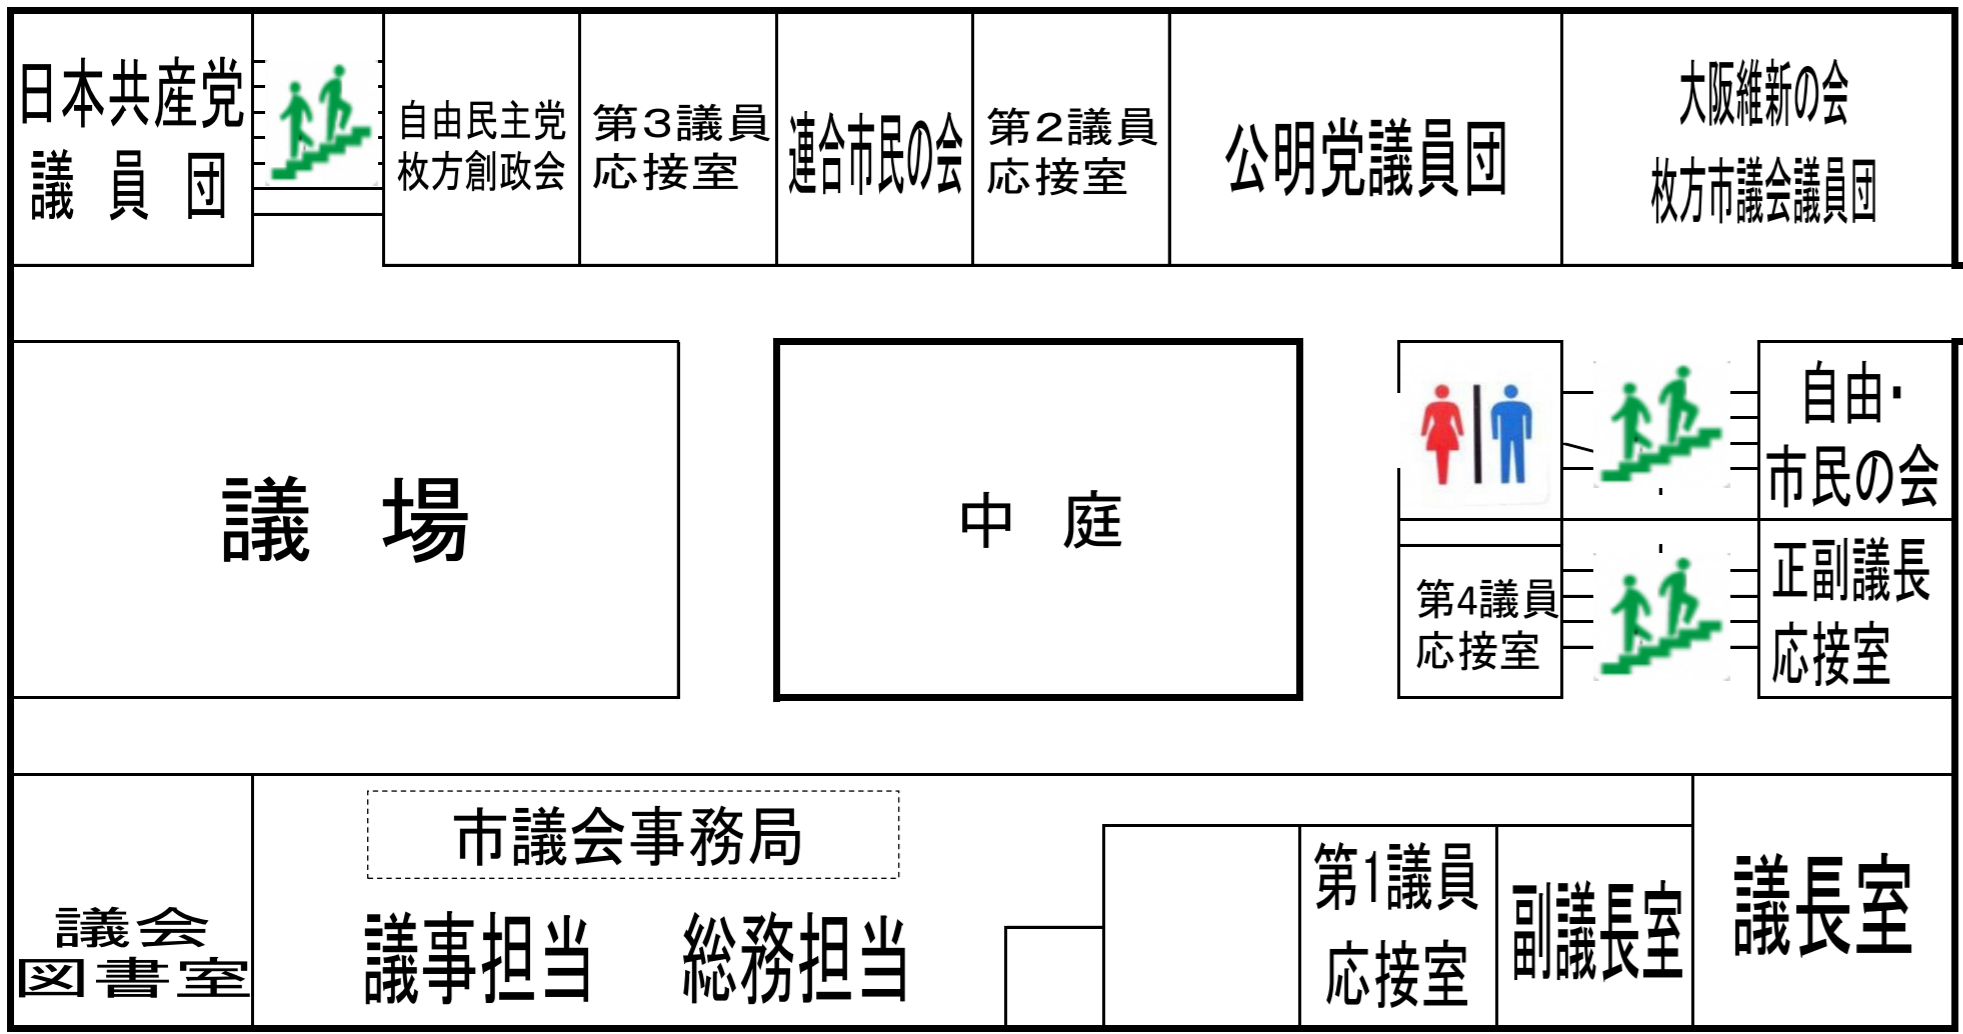 日本共産党
議員団
自由民主党
枚方創政会
第3議員
応接室
連合市民の会
第2議員
応接室
公明党議員団
大阪維新の会
枚方市議会議員団
議場
中庭
自由・
市民の会
第4議員
応接室
正副議長
応接室
議会
図書室
市議会事務局
議事担当 総務担当
第1議員
応接室
副議長室
議長室